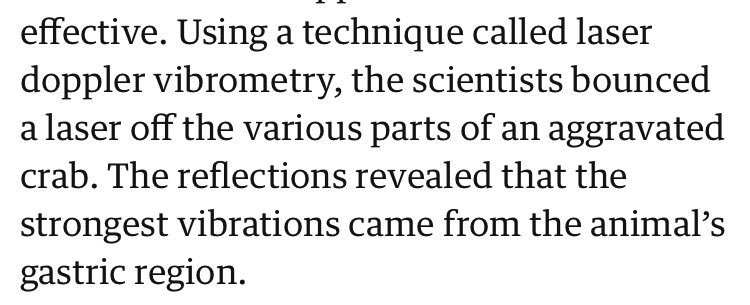 effective. Using a technique called laser
doppler vibrometry, the scientists bounced
a laser off the various parts of an aggravated
crab. The reflections revealed that the
strongest vibrations came from the animal’s
gastric region.